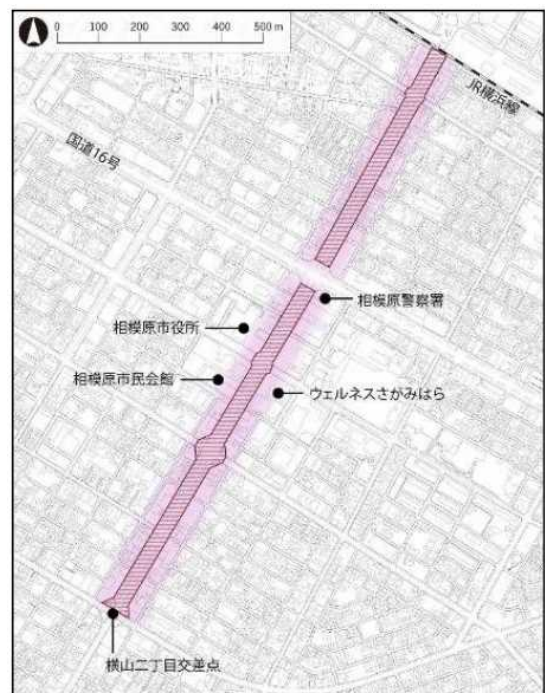 0 100 200 300 400 500 m
JR横浜線
国道16号
相模原警察署
相模原市役所
相模原市民会館
ウェルネスさがみはら
横山二丁目交差点